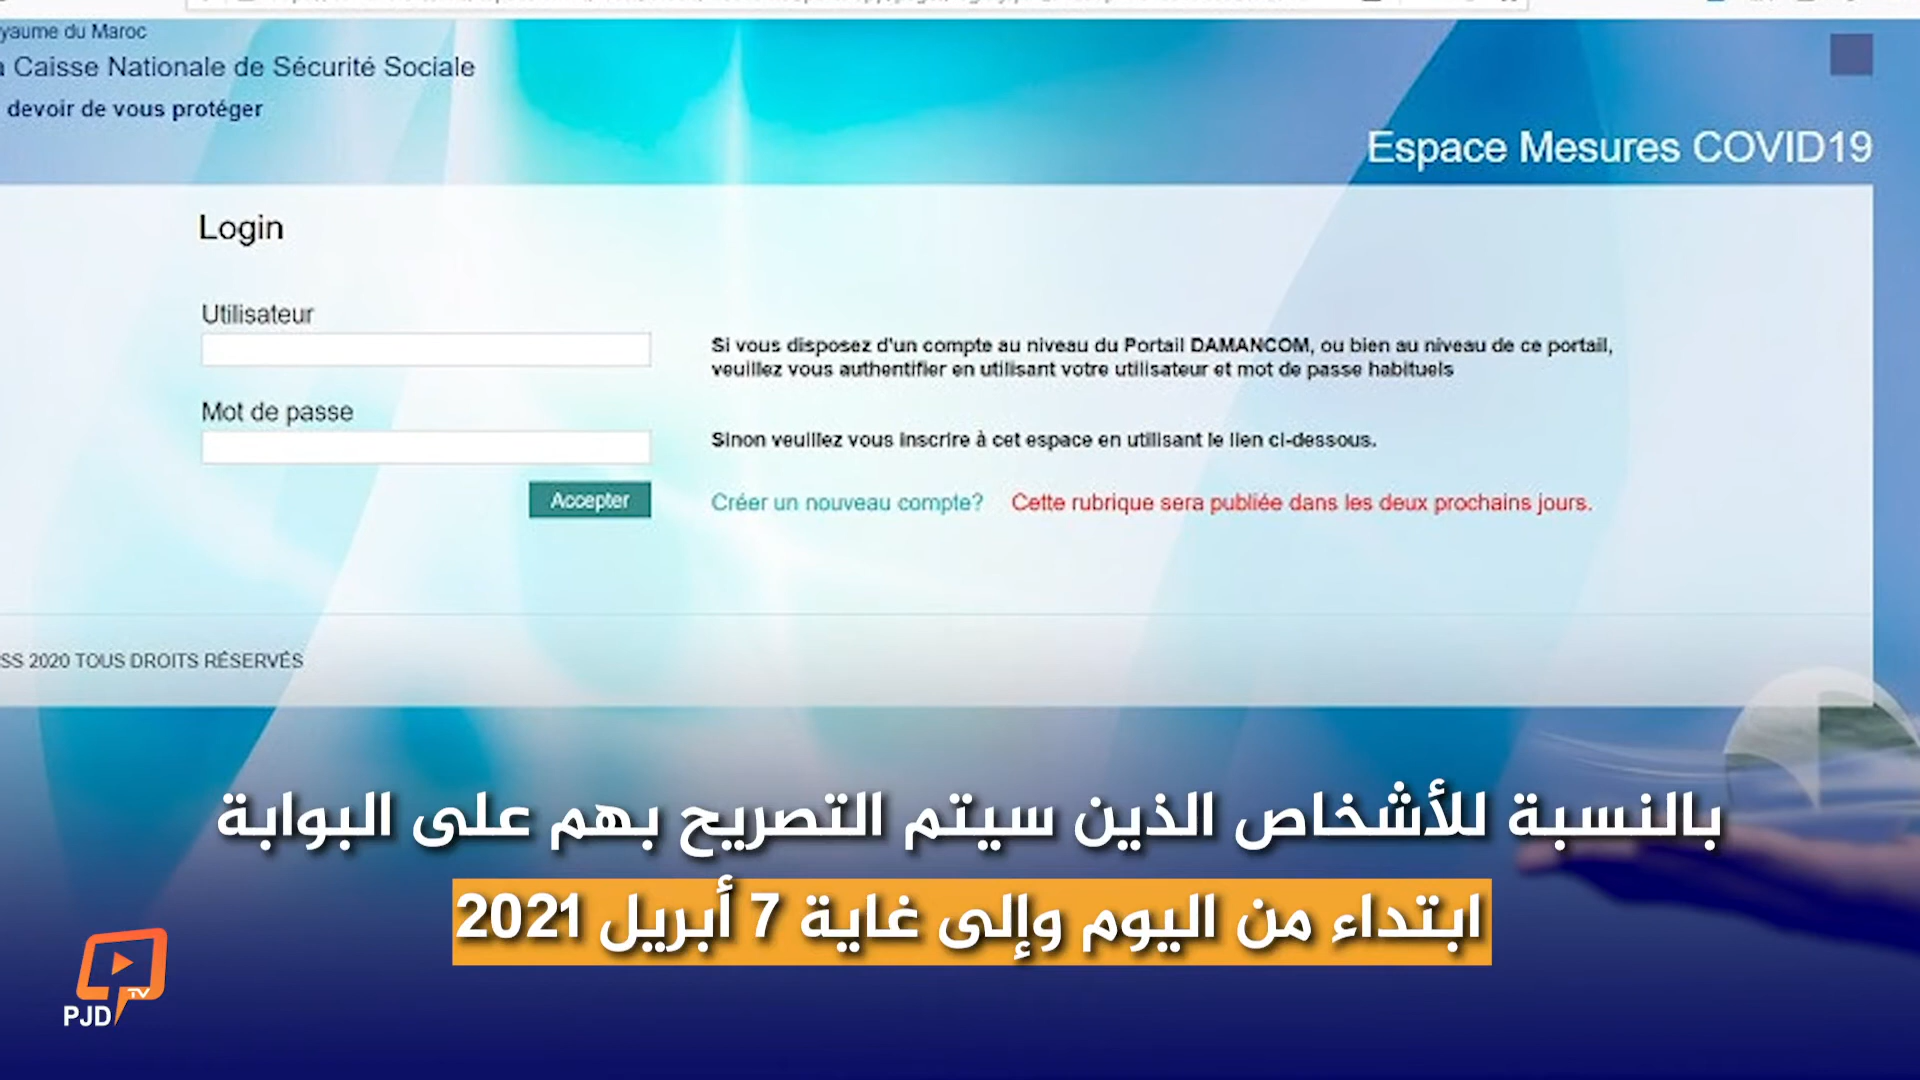 yaume du Maroc
Caisse Nationale de Sécurité Sociale
devoir de vous protéger
Espace Mesures COVID19
Login
Utilisateur
Si vous disposez d'un compte au niveau du Portail DAMANCOM, ou bien au niveau de ce portail,
veuillez vous authentifier en utilisant votre utilisateur et mot de passe habituels
Mot de passe
Sinon veuillez vous inscrire à cet espace en utilisant le lien ci-dessous.
Accepter
Créer un nouveau compte? Cette rubrique sera publiée dans les deux prochains jours.
SS 2020 TOUS DROITS RÉSERVÉS
بالنسبة للأشخاص الذين سيتم التصريح بهم على البوابة
ابتداء من اليوم وإلى غاية 7 أبريل 2021
TV
PJD